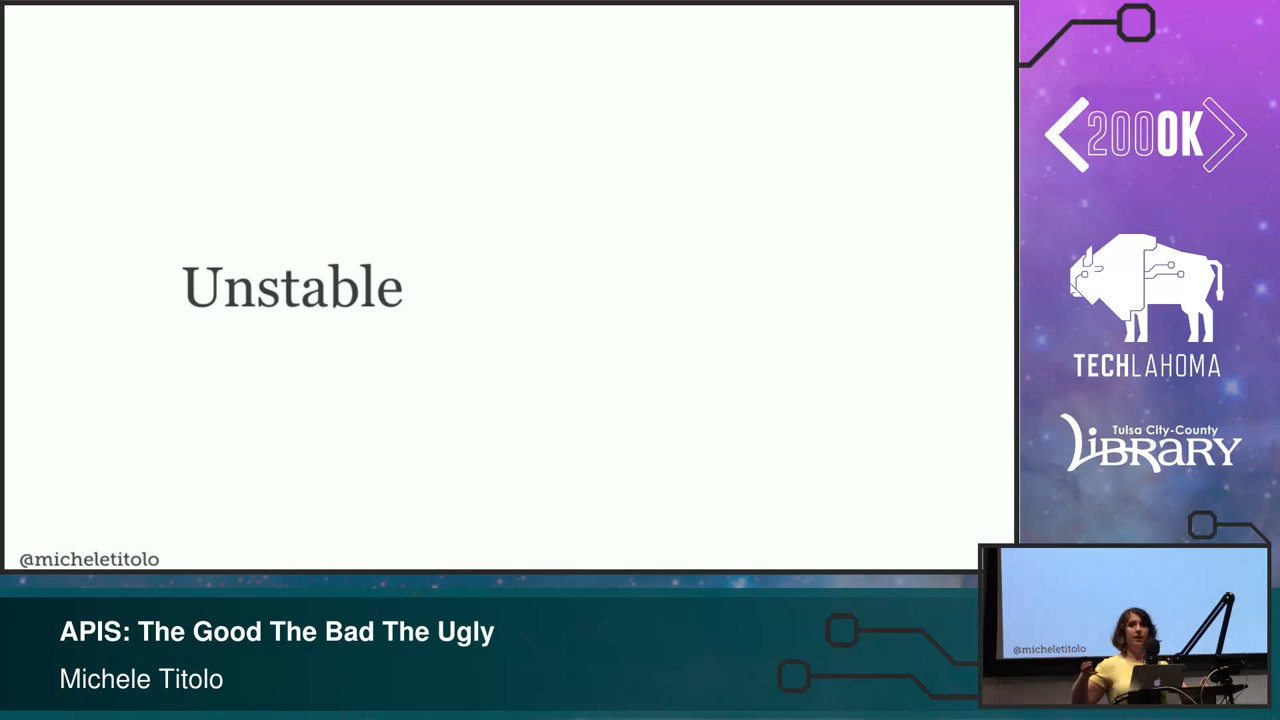 Unstable
@micheletitolo
<200OK>
TECHLAHOMA
Tulsa City-County
LiBRARY
APIS: The Good The Bad The Ugly
Michele Titolo
@micheletitolo